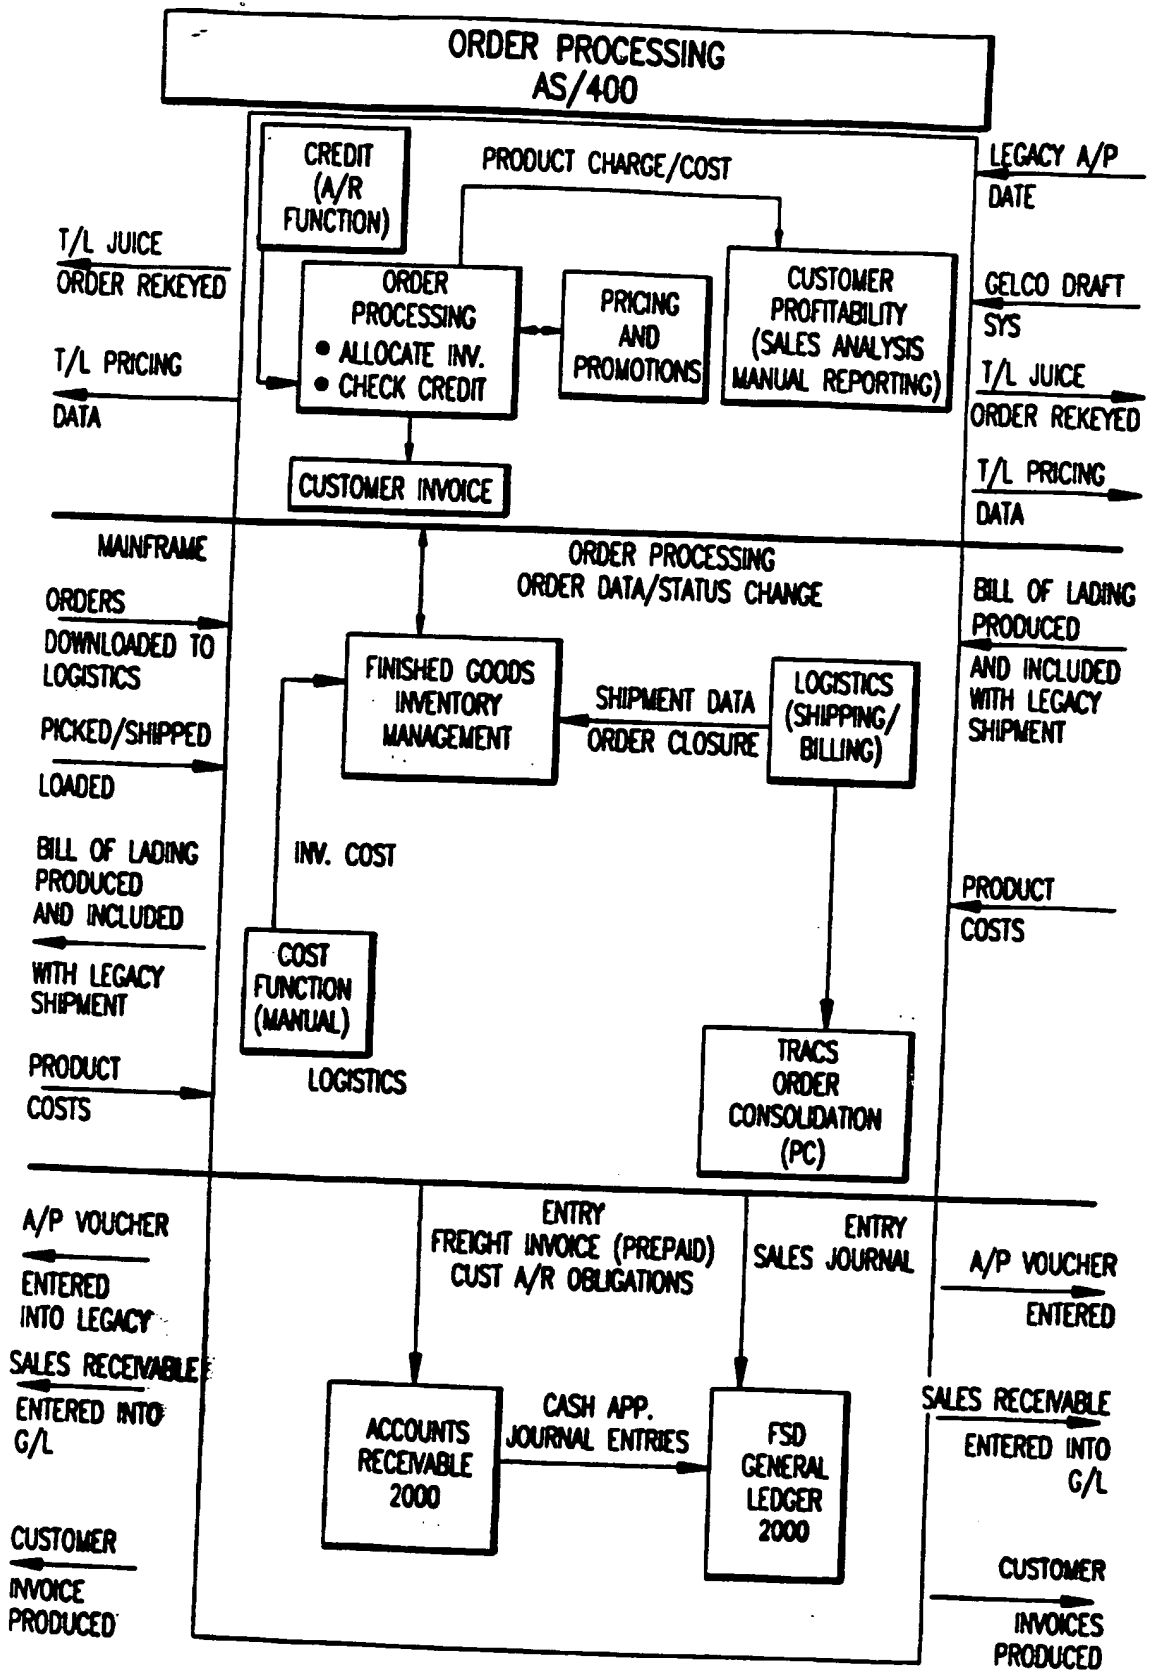 ORDER PROCESSING
AS/400
CREDIT
(A/R
FUNCTION)
PRODUCT CHARGE/COST
LEGACY A/P
DATE
T/L JUICE
ORDER REKEYED
ORDER
PROCESSING
• ALLOCATE INV.
• CHECK CREDIT
PRICING
AND
PROMOTIONS
CUSTOMER
PROFITABILITY
(SALES ANALYSIS
MANUAL REPORTING)
GELCO DRAFT
SYS
T/L PRICING
DATA
T/L JUICE
ORDER REKEYED
CUSTOMER INVOICE
T/L PRICING
DATA
MAINFRAME
ORDER PROCESSING
ORDER DATA/STATUS CHANGE
ORDERS
DOWNLOADED TO
LOGISTICS
BILL OF LADING
PRODUCED
AND INCLUDED
WITH LEGACY
SHIPMENT
FINISHED GOODS
INVENTORY
MANAGEMENT
SHIPMENT DATA
ORDER CLOSURE
LOGISTICS
(SHIPPING/
BILLING)
PICKED/SHIPPED
LOADED
BILL OF LADING
PRODUCED
AND INCLUDED
WITH LEGACY
SHIPMENT
INV. COST
PRODUCT
COSTS
COST
FUNCTION
(MANUAL)
LOGISTICS
TRACS
ORDER
CONSOLIDATION
(PC)
PRODUCT
COSTS
A/P VOUCHER
ENTERED
INTO LEGACY
ENTRY
FREIGHT INVOICE (PREPAID)
CUST A/R OBLIGATIONS
ENTRY
SALES JOURNAL
A/P VOUCHER
ENTERED
SALES RECEIVABLE
ENTERED INTO
G/L
ACCOUNTS
RECEIVABLE
2000
CASH APP.
JOURNAL ENTRIES
FSD
GENERAL
LEDGER
2000
SALES RECEIVABLE
ENTERED INTO
G/L
CUSTOMER
INVOICE
PRODUCED
CUSTOMER
INVOICES
PRODUCED